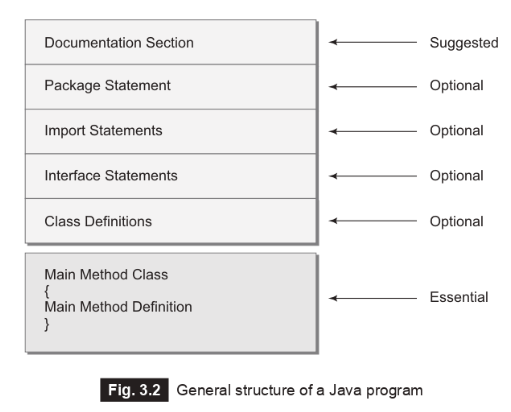 Documentation Section Suggested
Package Statement Optional
Import Statements Optional
Interface Statements Optional
Class Definitions Optional
Main Method Class
{
Main Method Definition Essential
}
Fig. 3.2 General structure of a Java program